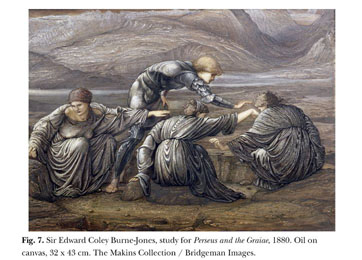 Fig. 7. Sir Edward Coley Burne-Jones, study for Perseus and the Graiae, 1880. Oil on
canvas, 32 x 43 cm. The Makins Collection / Bridgeman Images.